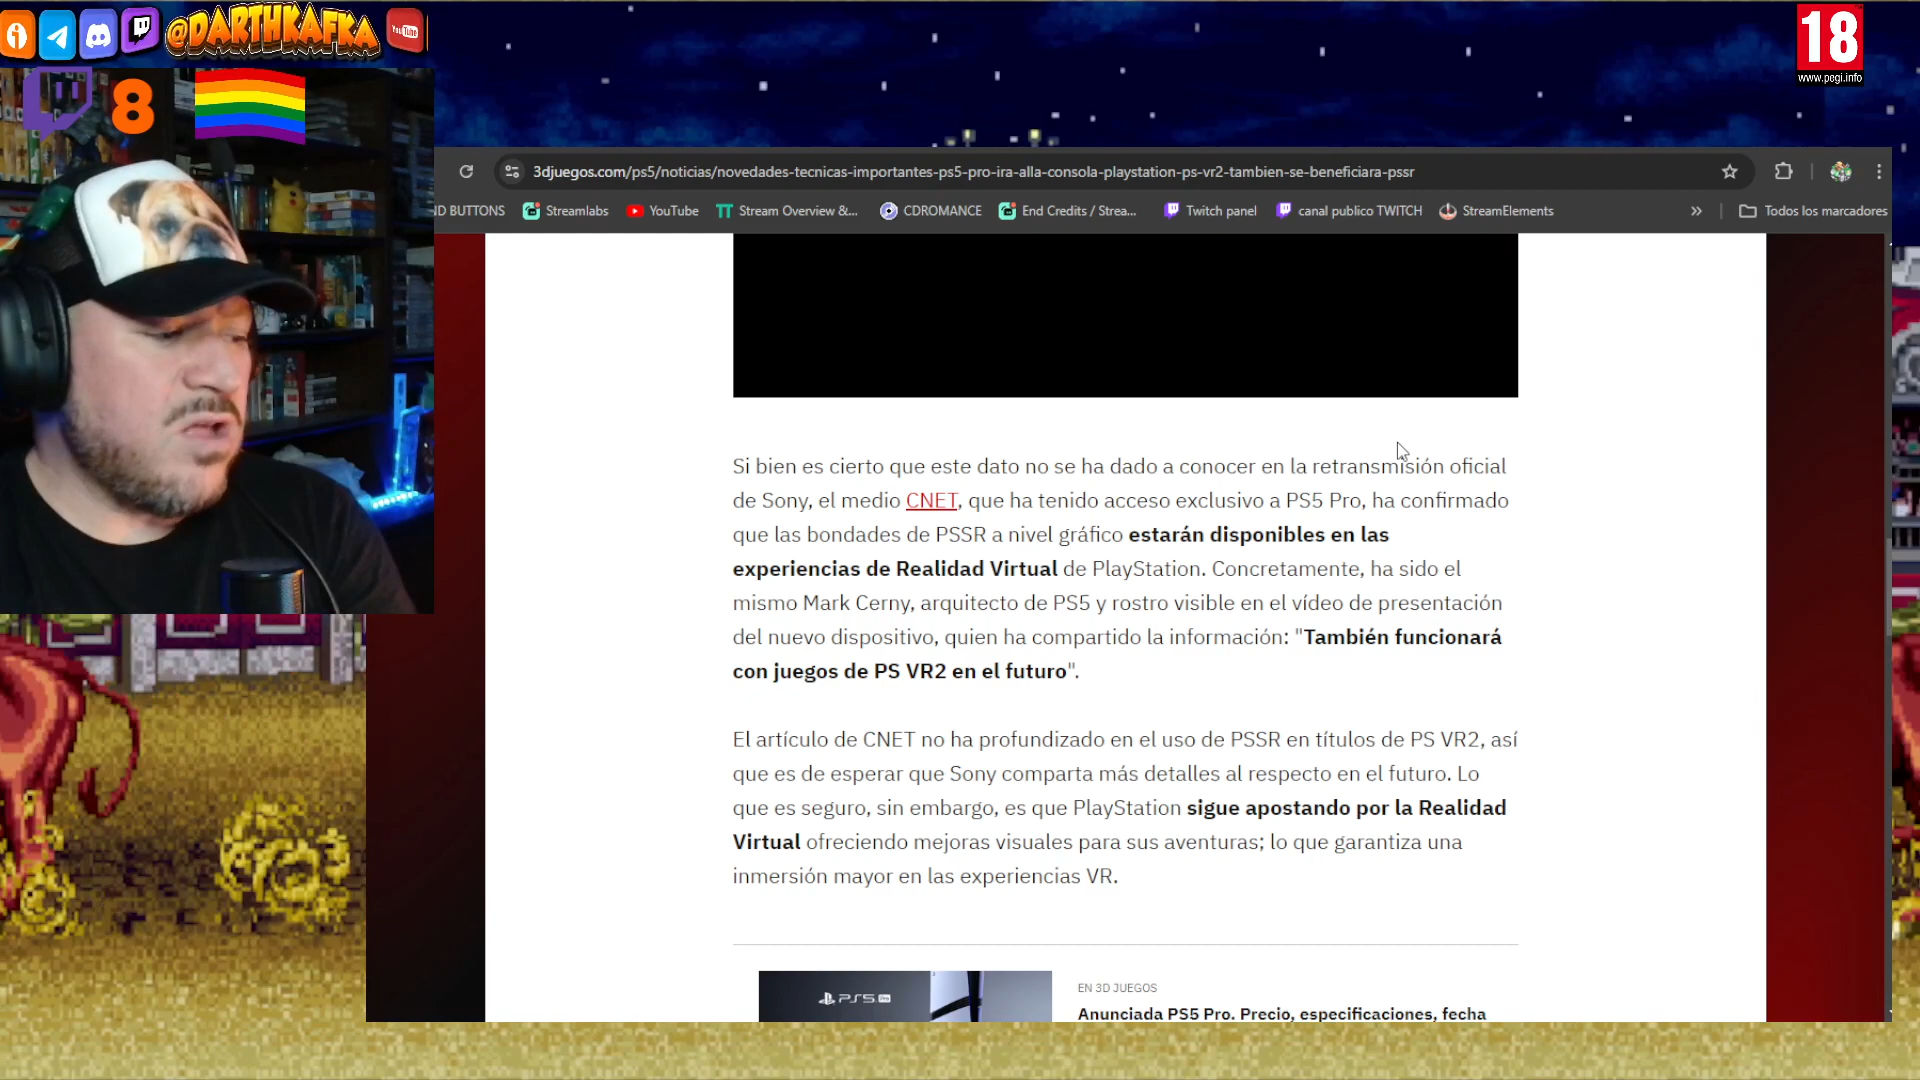 @DARTHKAFKA
YouTube
18
www.pegi.info
8
3djuegos.com/ps5/noticias/novedades-tecnicas-importantes-ps5-pro-ira-alla-consola-playstation-ps-vr2-tambien-se-beneficiara-pssr
ND BUTTONS
Streamlabs
YouTube
Stream Overview &...
CDROMANCE
End Credits / Strea...
Twitch panel
canal publico TWITCH
StreamElements
»
Todos los marcadores
Si bien es cierto que este dato no se ha dado a conocer en la retransmisión oficial
de Sony, el medio CNET, que ha tenido acceso exclusivo a PS5 Pro, ha confirmado
que las bondades de PSSR a nivel gráfico estarán disponibles en las
experiencias de Realidad Virtual de PlayStation. Concretamente, ha sido el
mismo Mark Cerny, arquitecto de PS5 y rostro visible en el vídeo de presentación
del nuevo dispositivo, quien ha compartido la información: "También funcionará
con juegos de PS VR2 en el futuro".
El artículo de CNET no ha profundizado en el uso de PSSR en títulos de PS VR2, así
que es de esperar que Sony comparta más detalles al respecto en el futuro. Lo
que es seguro, sin embargo, es que PlayStation sigue apostando por la Realidad
Virtual ofreciendo mejoras visuales para sus aventuras; lo que garantiza una
inmersión mayor en las experiencias VR.
PS5 Pro
EN 3D JUEGOS
Anunciada PS5 Pro. Precio, especificaciones, fecha